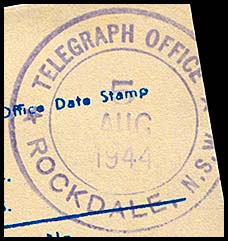 TELEGRAPH OFFICE
5
Office Date Stamp
AUG
1944
ROCKDALE, N.S.W.